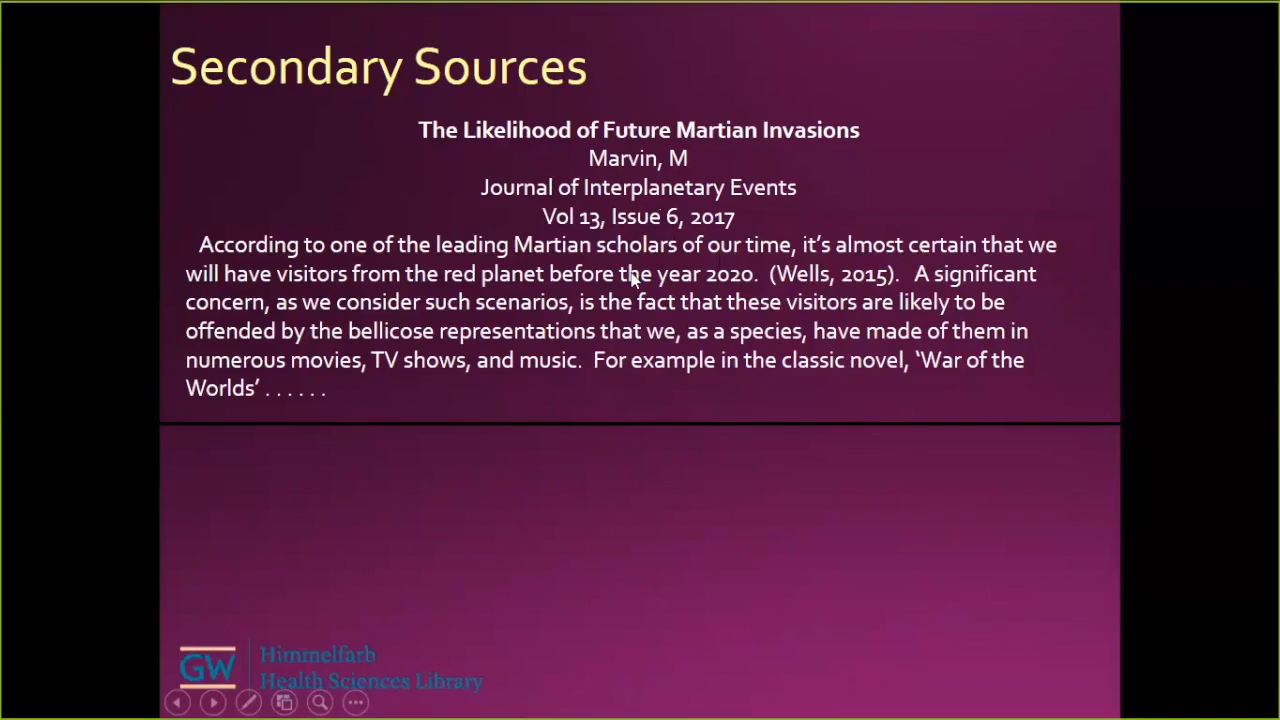 Secondary Sources
The Likelihood of Future Martian Invasions
Marvin, M
Journal of Interplanetary Events
Vol 13, Issue 6, 2017
According to one of the leading Martian scholars of our time, it’s almost certain that we
will have visitors from the red planet before the year 2020. (Wells, 2015). A significant
concern, as we consider such scenarios, is the fact that these visitors are likely to be
offended by the bellicose representations that we, as a species, have made of them in
numerous movies, TV shows, and music. For example in the classic novel, ‘War of the
Worlds’ . . . . . .
GW
Himmelfarb
Health Sciences Library